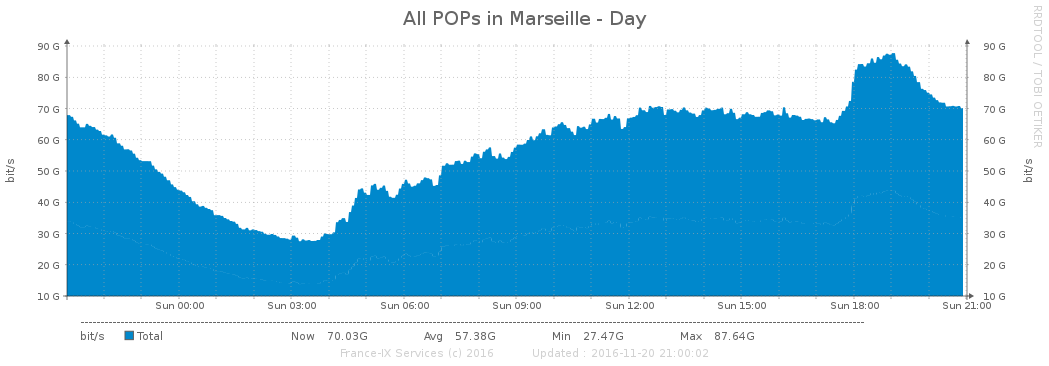 All POPs in Marseille - Day
RRDTOOL / TOBI OETIKER
bit/s
bit/s
90 G 90 G
80 G 80 G
70 G 70 G
60 G 60 G
50 G 50 G
40 G 40 G
30 G 30 G
20 G 20 G
10 G 10 G
Sun 00:00 Sun 03:00 Sun 06:00 Sun 09:00 Sun 12:00 Sun 15:00 Sun 18:00 Sun 21:00
bit/s Total Now 70.03G Avg 57.38G Min 27.47G Max 87.64G
France-IX Services (c) 2016 Updated : 2016-11-20 21:00:02